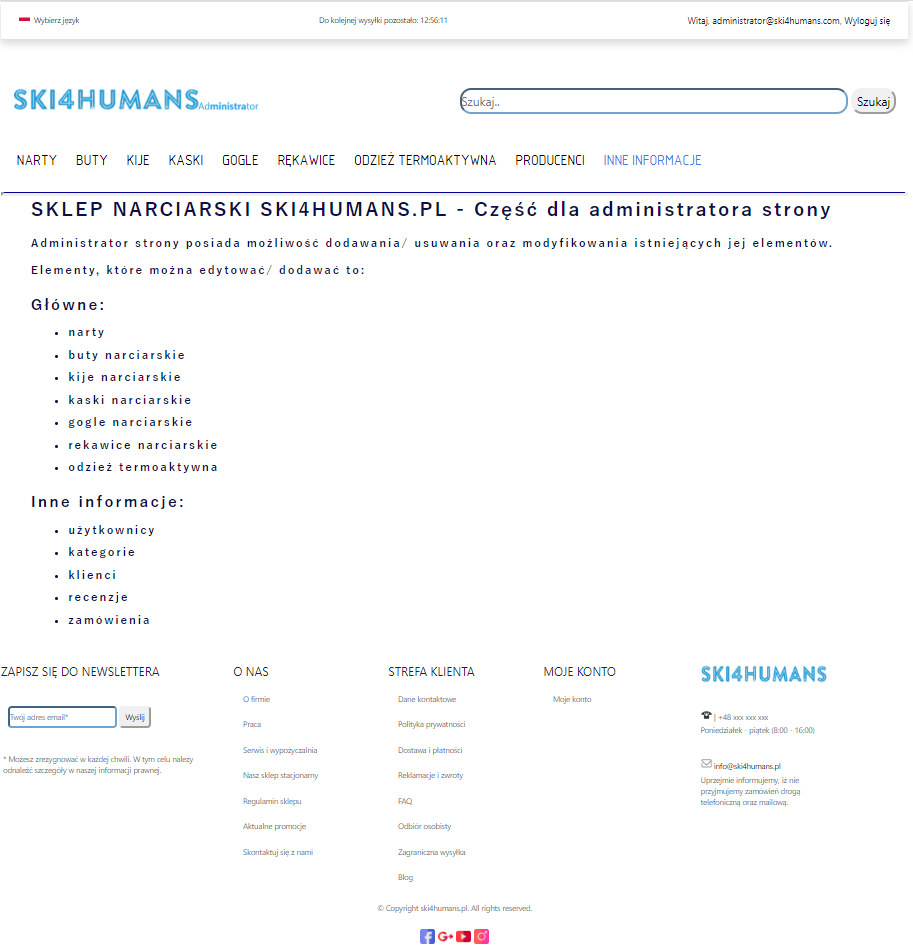 Wybierz język
Do kolejnej wysyłki pozostało: 12:56:11
Witaj, administrator@ski4humans.com, Wyloguj się
SKI4HUMANS Administrator
Szukaj..
Szukaj
NARTY BUTY KIJE KASKI GOGLE RĘKAWICE ODZIEŻ TERMOAKTYWNA PRODUCENCI INNE INFORMACJE
SKLEP NARCIARSKI SKI4HUMANS.PL - Część dla administratora strony
Administrator strony posiada możliwość dodawania/ usuwania oraz modyfikowania istniejących jej elementów.
Elementy, które można edytować/ dodawać to:
Główne:
• narty
• buty narciarskie
• kije narciarskie
• kaski narciarskie
• gogle narciarskie
• rekawice narciarskie
• odzież termoaktywna
Inne informacje:
• użytkownicy
• kategorie
• klienci
• recenzje
• zamówienia
ZAPISZ SIĘ DO NEWSLETTERA
Twój adres email*
Wyślij
* Mozesz zrezygnować w każdej chwili. W tym celu należy
odnaleźć szczegóły w naszej informacji prawnej.
O NAS
O firmie
Praca
Serwis i wypożyczalnia
Nasz sklep stacjonarny
Regulamin sklepu
Aktualne promocje
Skontaktuj się z nami
STREFA KLIENTA
Dane kontaktowe
Polityka prywatności
Dostawa i płatności
Reklamacje i zwroty
FAQ
Odbiór osobisty
Zagraniczna wysyłka
Blog
MOJE KONTO
Moje konto
SKI4HUMANS
☎ | +48 xxx xxx xxx
Poniedziałek - piątek (8:00 - 16:00)
info@ski4humans.pl
Uprzejmie informujemy, iż nie
przyjmujemy zamówień drogą
telefoniczną oraz mailową.
© Copyright ski4humans.pl. All rights reserved.